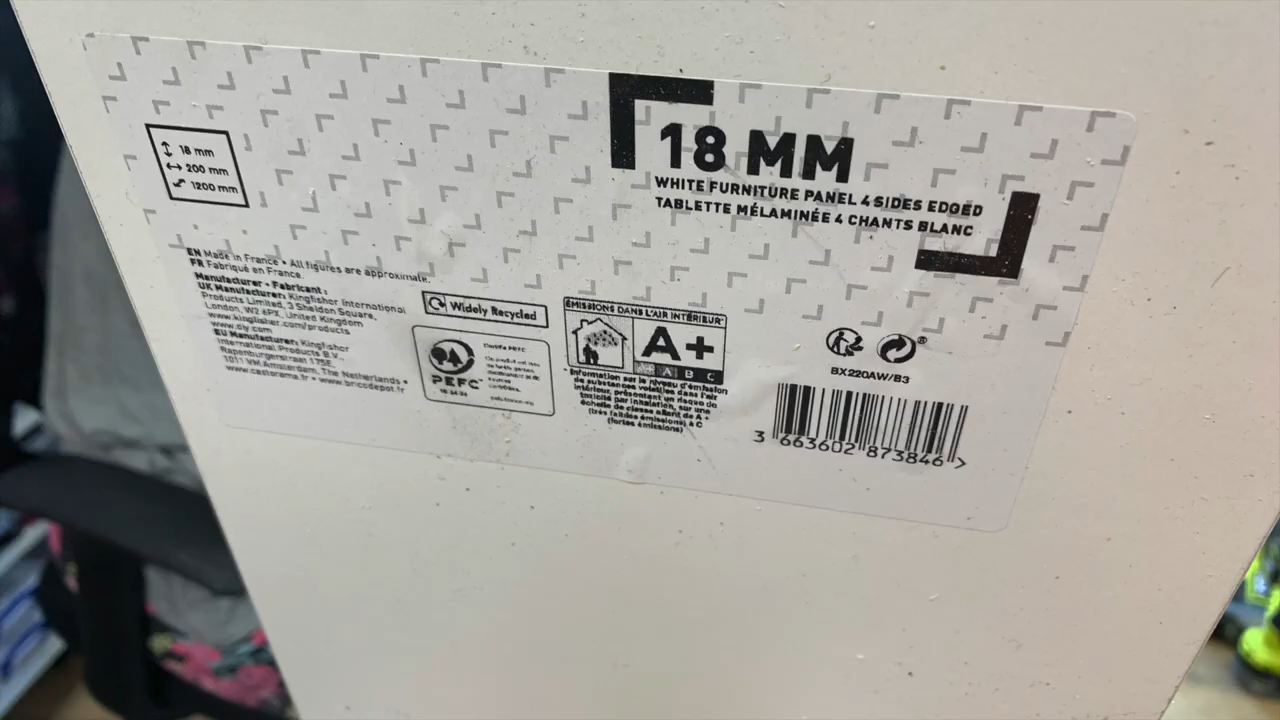 18 MM
WHITE FURNITURE PANEL 4 SIDES EDGED
TABLETTE MÉLAMINÉE 4 CHANTS BLANC
18 mm
200 mm
1200 mm
EN Made in France • All figures are approximate.
FR Fabriqué en France.
Manufacturer • Fabricant:
UK Manufacturer: Kingfisher International
Products Limited, 3 Sheldon Square,
London, W2 6PX, United Kingdom
www.kingfisher.com/products
www.diy.com
EU Manufacturer: Kingfisher
International Products B.V.,
Rapenburgerstraat 175E,
1011 VM Amsterdam, The Netherlands •
www.castorama.fr • www.bricodepot.fr
Widely Recycled
Certifié PEFC
PEFC™
pefc-france.org
ÉMISSIONS DANS L'AIR INTÉRIEUR*
A+
A+ A B C
* Information sur le niveau d'émission
de substances volatiles dans l'air
intérieur, présentant un risque de
toxicité par inhalation, sur une
échelle de classe allant de A+
(très faibles émissions) à C
(fortes émissions)
BX220AW/B3
3 663602 873846 >